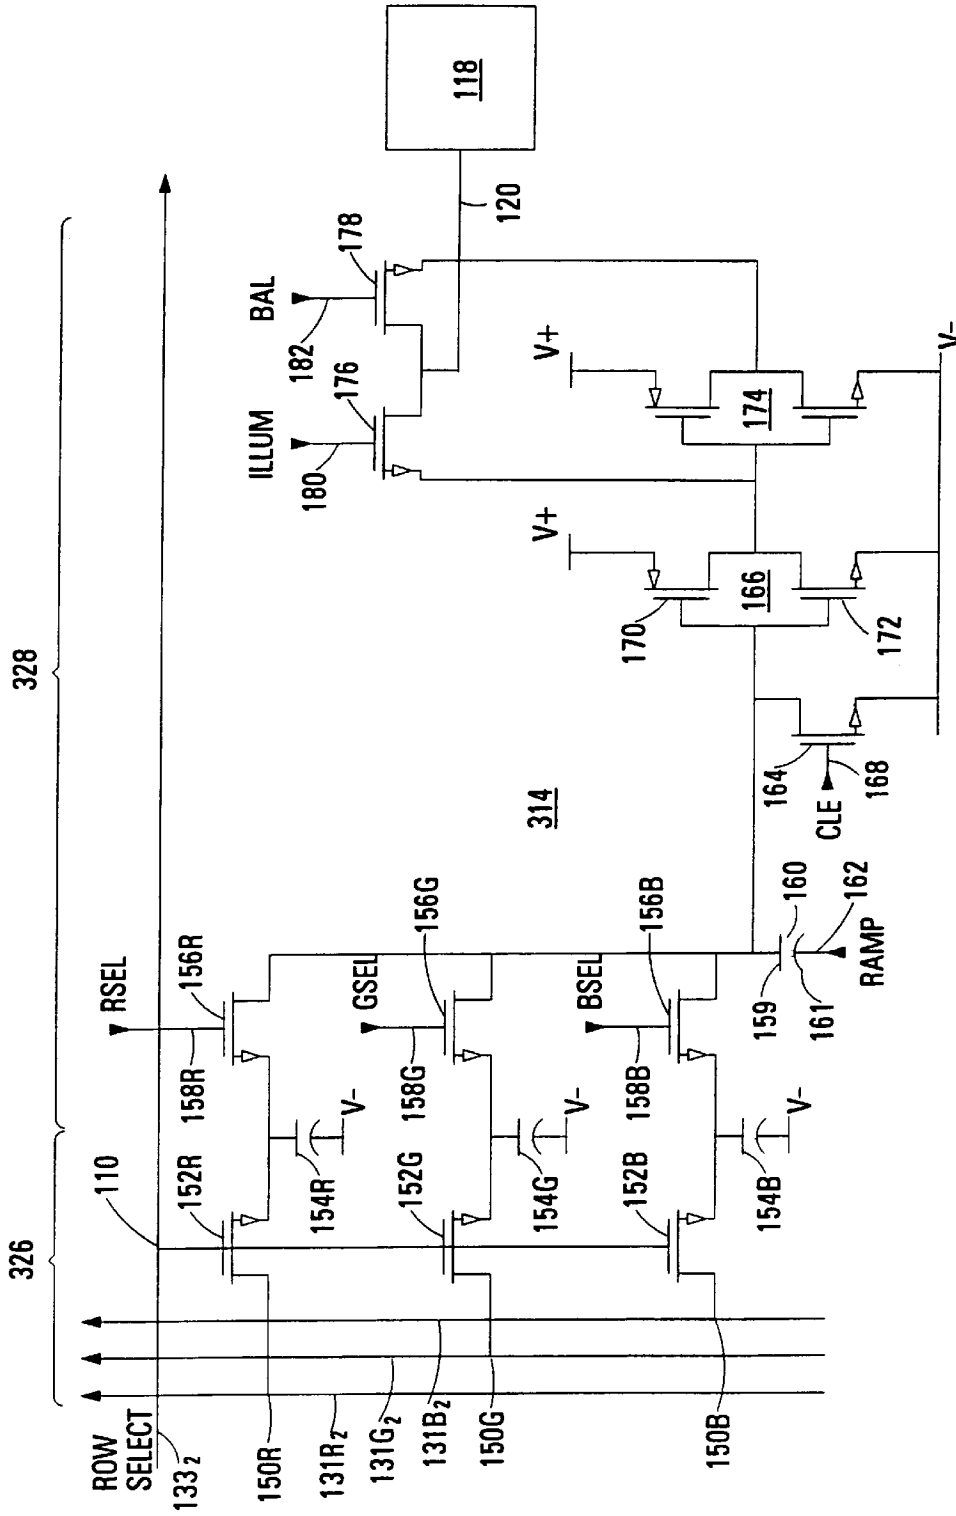 326
328
ROW
SELECT
133₂
110
RSEL
158R
156R
152R
154R
V-
150R
131R₂
131G₂
131B₂
150G
150B
GSEL
158G
156G
152G
154G
V-
BSEL
158B
156B
152B
154B
V-
159
160
161
162
RAMP
314
ILLUM
180
176
BAL
182
178
120
118
V+
170
166
172
V+
174
164
168
CLE
V-